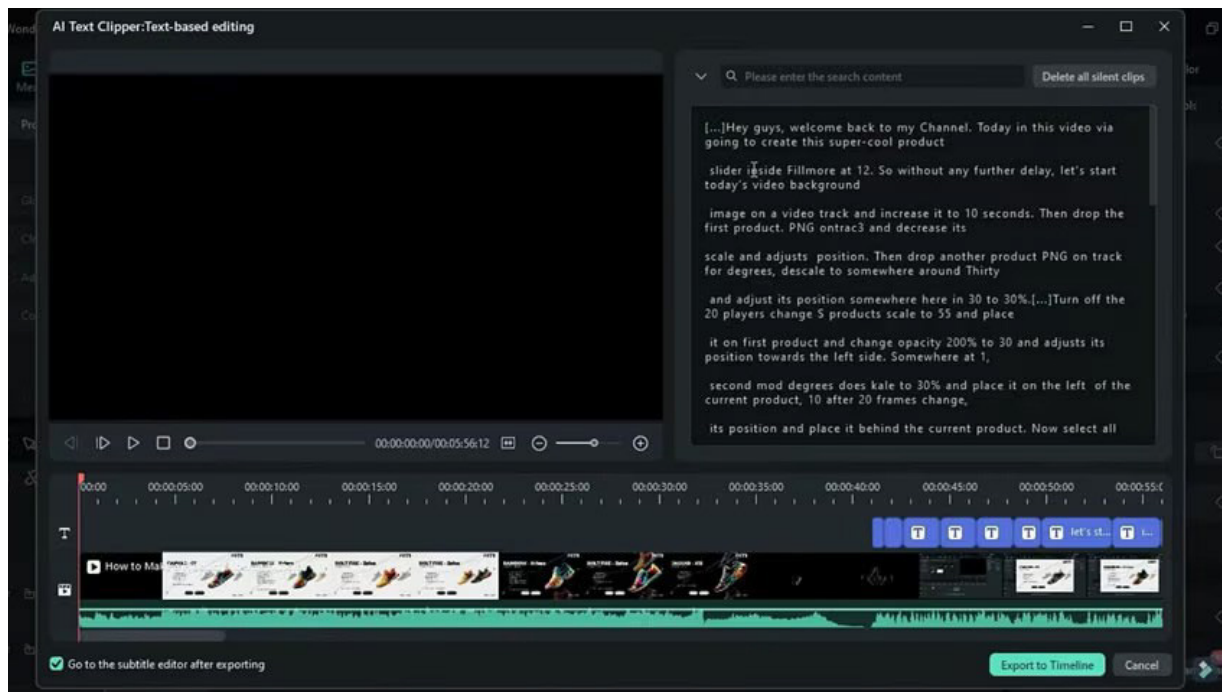 Wond
AI Text Clipper:Text-based editing
Please enter the search content
Delete all silent clips
[...]Hey guys, welcome back to my Channel. Today in this video via
going to create this super-cool product
slider inside Fillmore at 12. So without any further delay, let's start
today's video background
image on a video track and increase it to 10 seconds. Then drop the
first product. PNG ontrac3 and decrease its
scale and adjusts position. Then drop another product PNG on track
for degrees, descale to somewhere around Thirty
and adjust its position somewhere here in 30 to 30%.[...]Turn off the
20 players change S products scale to 55 and place
it on first product and change opacity 200% to 30 and adjusts its
position towards the left side. Somewhere at 1,
second mod degrees does kale to 30% and place it on the left of the
current product, 10 after 20 frames change,
its position and place it behind the current product. Now select all
00:00:00:00/00:05:56:12
00:00 00:00:05:00 00:00:10:00 00:00:15:00 00:00:20:00 00:00:25:00 00:00:30:00 00:00:35:00 00:00:40:00 00:00:45:00 00:00:50:00 00:00:55:0
T T T T T T let's st... T i...
How to Mak
Go to the subtitle editor after exporting
Export to Timeline
Cancel